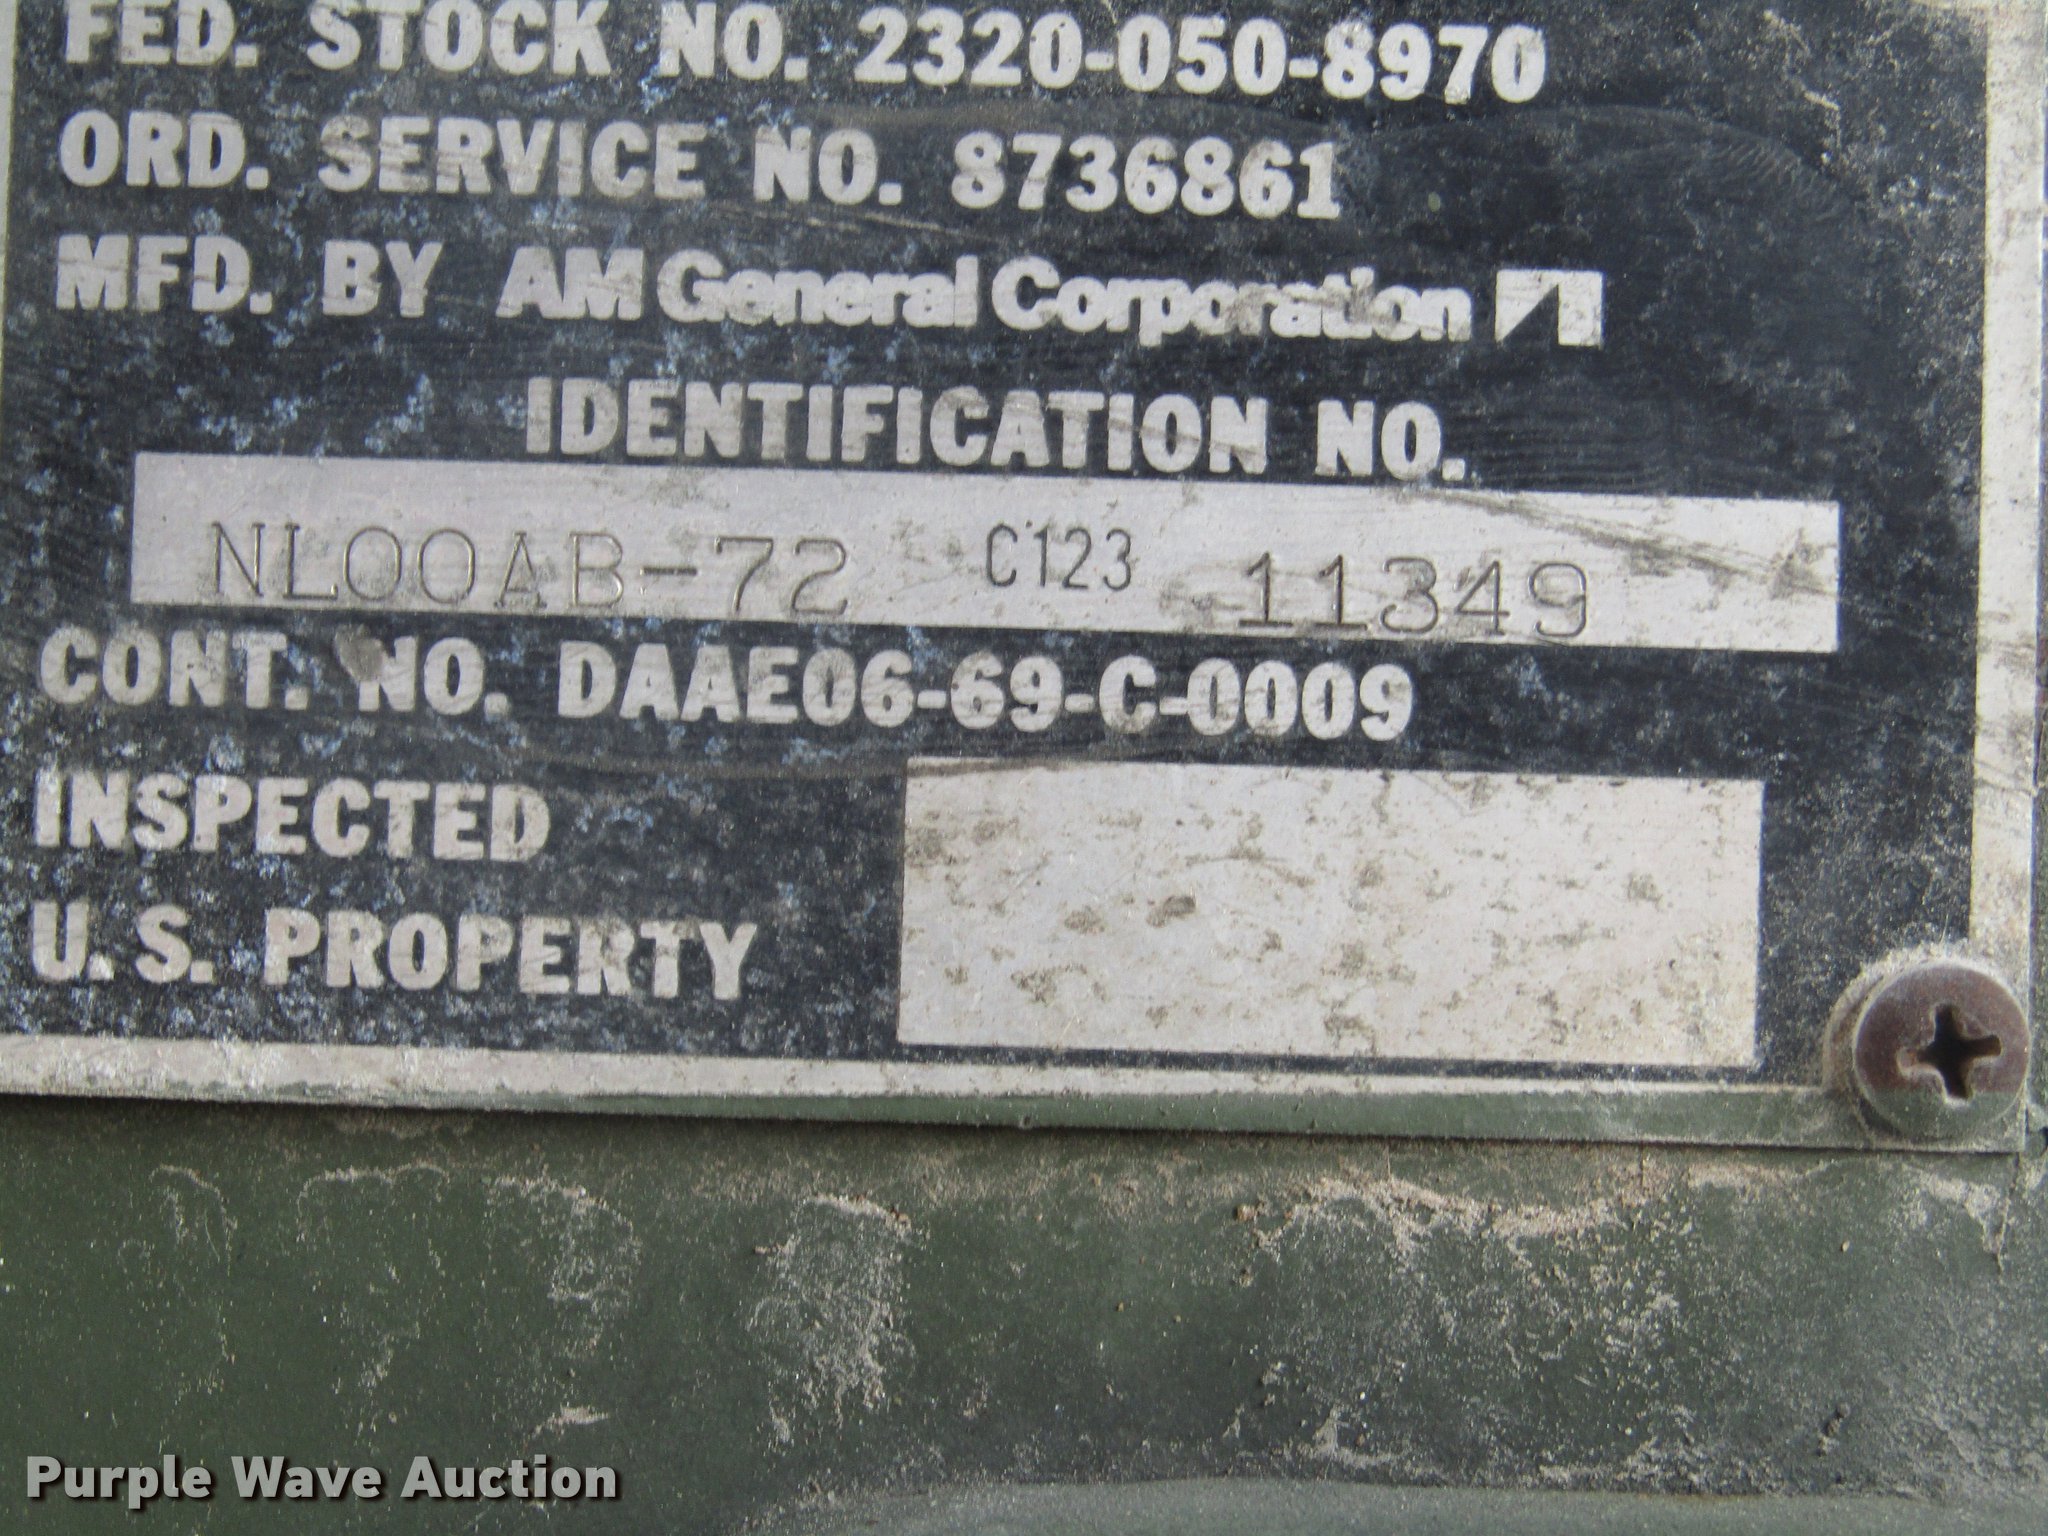 FED. STOCK NO. 2320-050-8970
ORD. SERVICE NO. 8736861
MFD. BY AM General Corporation
IDENTIFICATION NO.
NL00AB-72 C123 11349
CONT. NO. DAAE06-69-C-0009
INSPECTED
U.S. PROPERTY
Purple Wave Auction